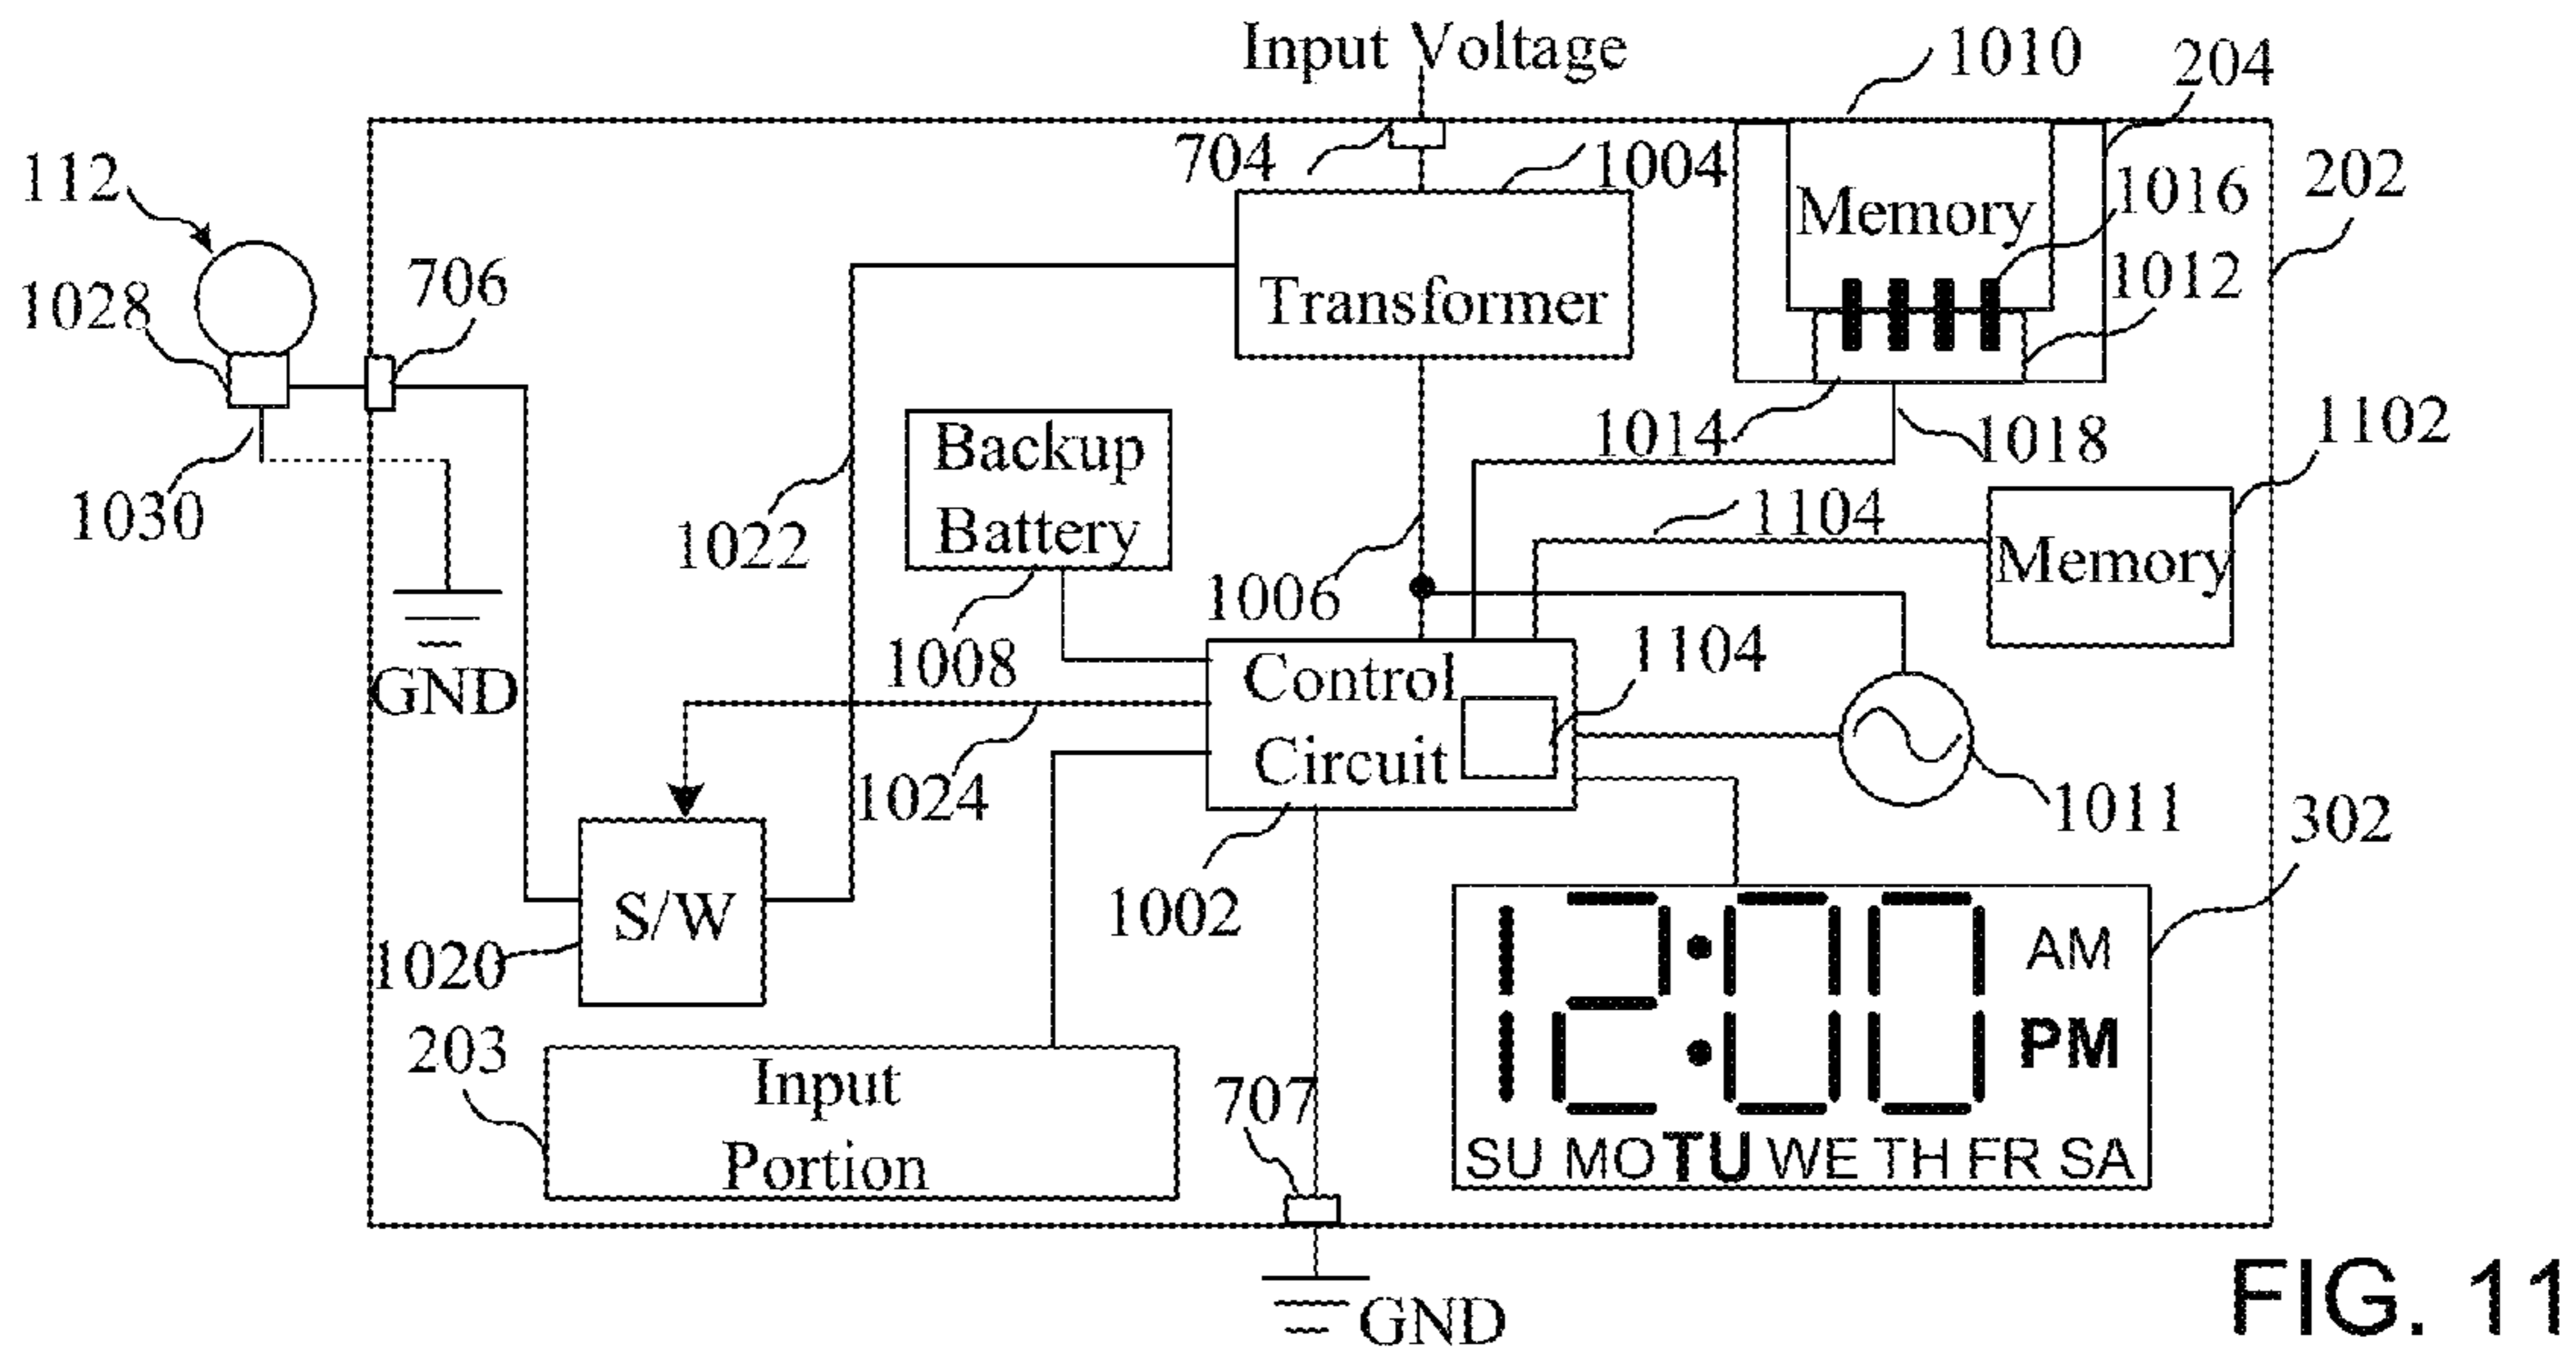 Input Voltage
1010
204
704
1004
112
202
Memory
1016
706
1028
1012
Transformer
1014
1018
1102
Backup
Battery
1030
1022
1104
Memory
1006
1008
1104
GND
Control
Circuit
1024
1011
302
1002
S/W
1020
12:00
AM
PM
203
Input
Portion
707
SU MO TU WE TH FR SA
GND
FIG. 11